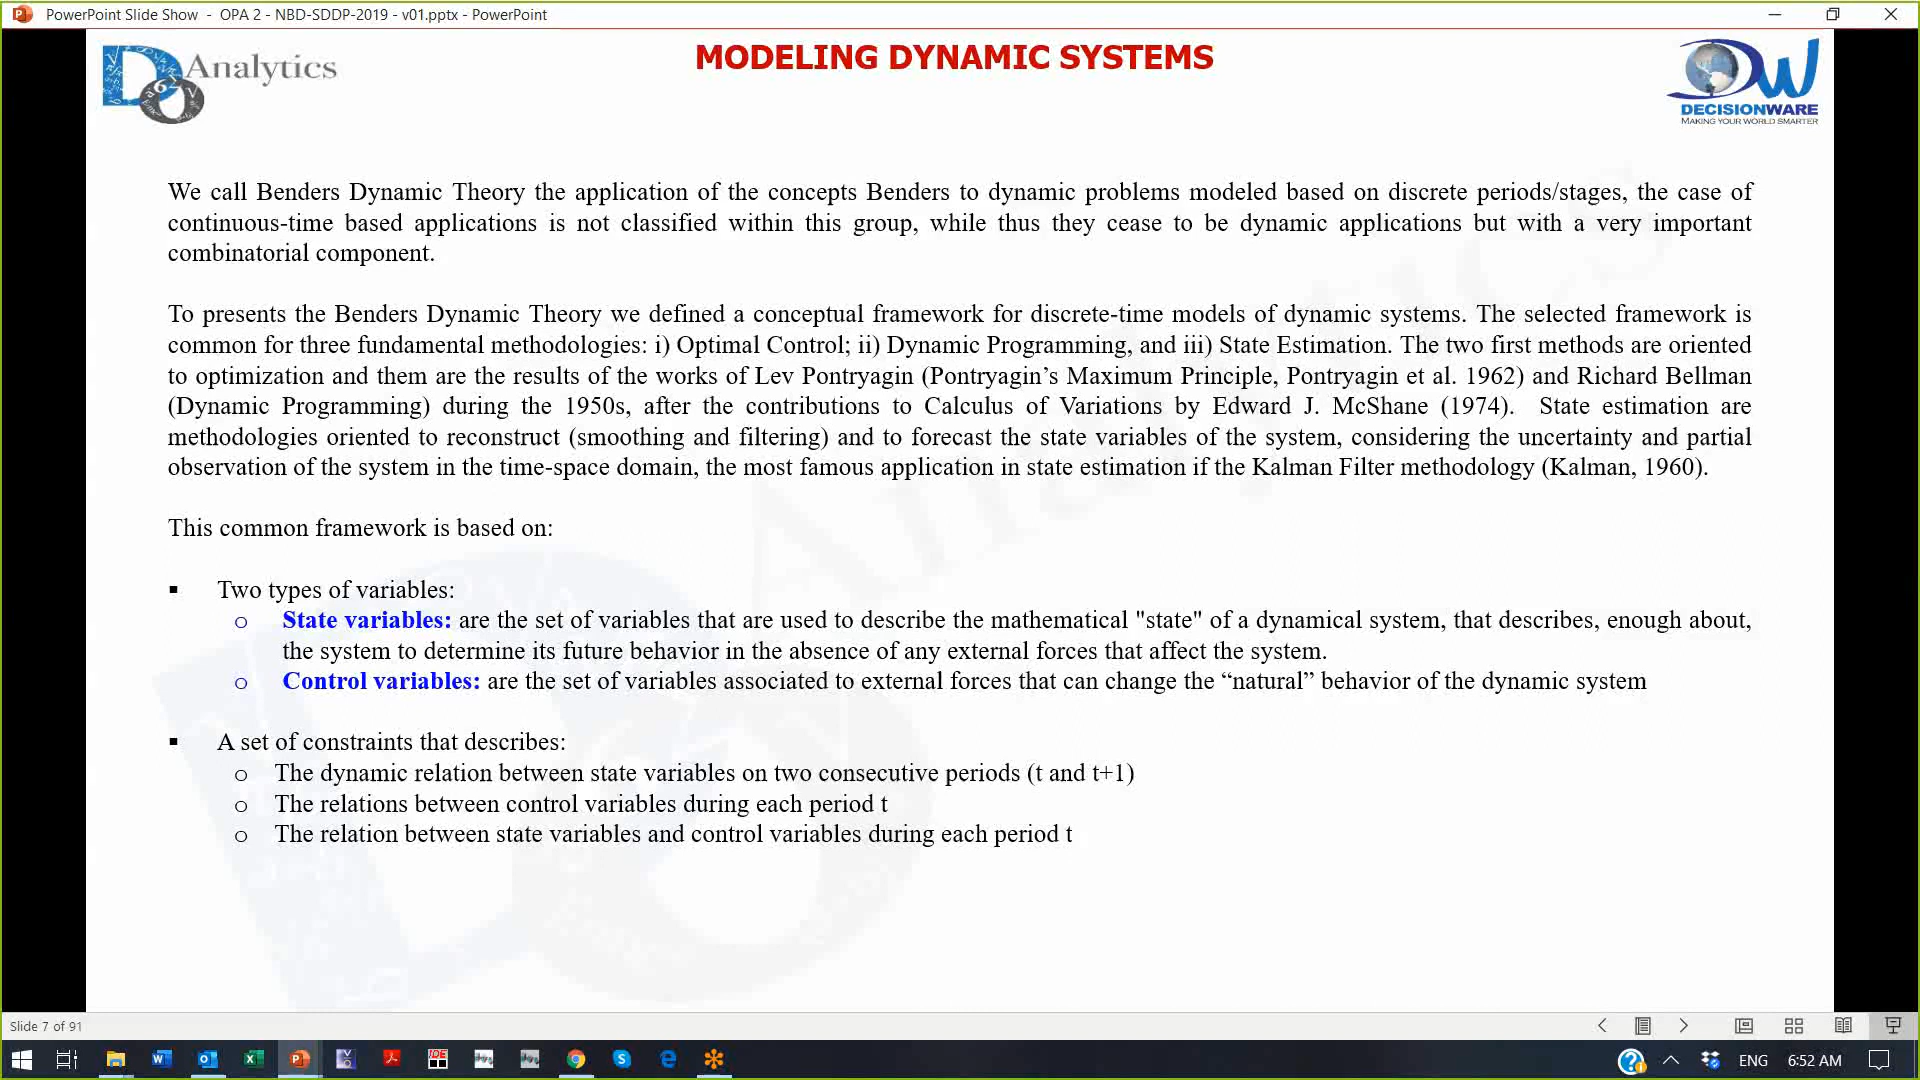 PowerPoint Slide Show - OPA 2 - NBD-SDDP-2019 - v01.pptx - PowerPoint
Analytics
MODELING DYNAMIC SYSTEMS
DECISIONWARE
MAKING YOUR WORLD SMARTER
We call Benders Dynamic Theory the application of the concepts Benders to dynamic problems modeled based on discrete periods/stages, the case of
continuous-time based applications is not classified within this group, while thus they cease to be dynamic applications but with a very important
combinatorial component.
To presents the Benders Dynamic Theory we defined a conceptual framework for discrete-time models of dynamic systems. The selected framework is
common for three fundamental methodologies: i) Optimal Control; ii) Dynamic Programming, and iii) State Estimation. The two first methods are oriented
to optimization and them are the results of the works of Lev Pontryagin (Pontryagin’s Maximum Principle, Pontryagin et al. 1962) and Richard Bellman
(Dynamic Programming) during the 1950s, after the contributions to Calculus of Variations by Edward J. McShane (1974). State estimation are
methodologies oriented to reconstruct (smoothing and filtering) and to forecast the state variables of the system, considering the uncertainty and partial
observation of the system in the time-space domain, the most famous application in state estimation if the Kalman Filter methodology (Kalman, 1960).
This common framework is based on:
▪ Two types of variables:
o State variables: are the set of variables that are used to describe the mathematical "state" of a dynamical system, that describes, enough about,
the system to determine its future behavior in the absence of any external forces that affect the system.
o Control variables: are the set of variables associated to external forces that can change the “natural” behavior of the dynamic system
▪ A set of constraints that describes:
o The dynamic relation between state variables on two consecutive periods (t and t+1)
o The relations between control variables during each period t
o The relation between state variables and control variables during each period t
Slide 7 of 91
ENG
6:52 AM